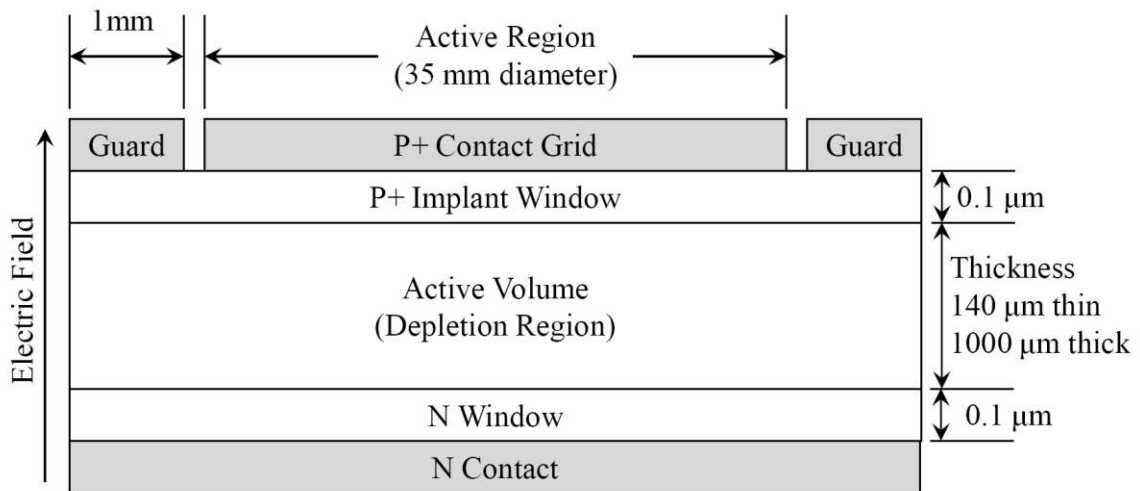 1mm
Active Region
(35 mm diameter)
Guard
P+ Contact Grid
Guard
P+ Implant Window
0.1 μm
Electric Field
Active Volume
(Depletion Region)
Thickness
140 μm thin
1000 μm thick
N Window
0.1 μm
N Contact